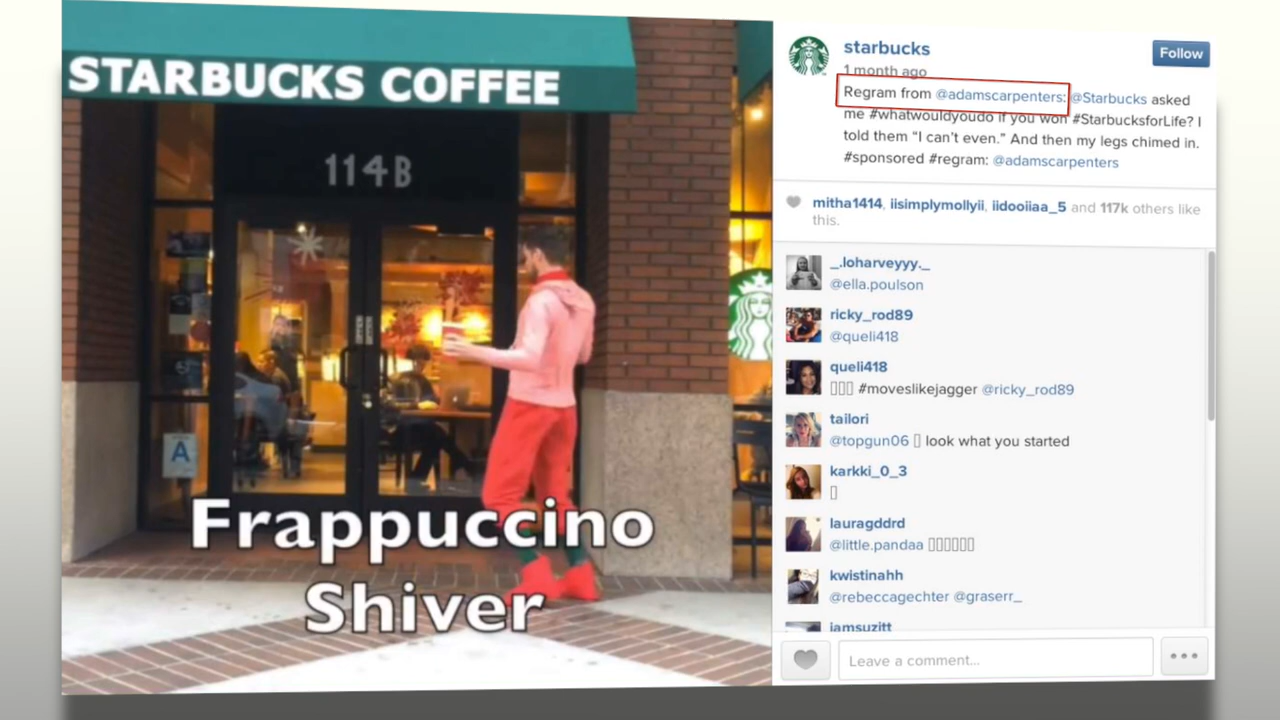 STARBUCKS COFFEE
114B
A
Frappuccino
Shiver
starbucks
Follow
1 month ago
Regram from @adamscarpenters: @Starbucks asked
me #whatwouldyoudo if you won #StarbucksforLife? I
told them “I can’t even.” And then my legs chimed in.
#sponsored #regram: @adamscarpenters
mitha1414, iisimplymollyii, iidooiiaa_5 and 117k others like
this.
_.loharveyyy._
@ella.poulson
ricky_rod89
@queli418
queli418
#moveslikejagger @ricky_rod89
tailori
@topgun06 look what you started
karkki_0_3
lauragddrd
@little.pandaa
kwistinahh
@rebeccagechter @graserr_
iamsuzitt
Leave a comment...